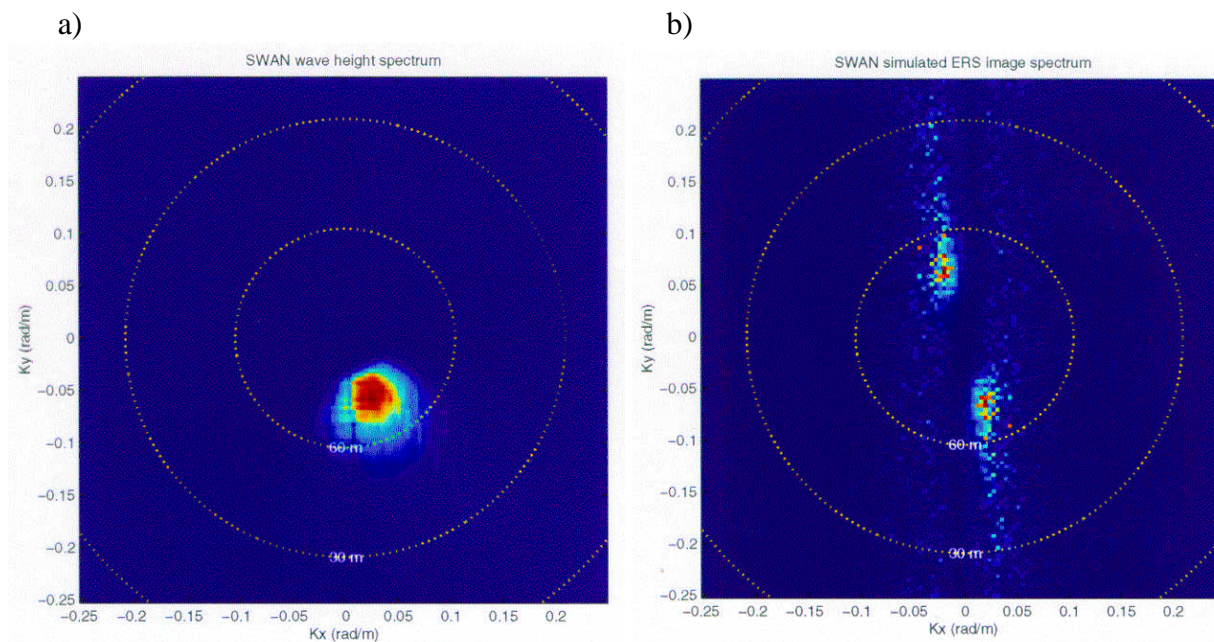 a)
SWAN wave height spectrum
0.2
0.15
0.1
0.05
0
−0.05
−0.1
−0.15
−0.2
−0.25
Ky (rad/m)
60 m
30 m
−0.25 −0.2 −0.15 −0.1 −0.05 0 0.05 0.1 0.15 0.2
Kx (rad/m)
b)
SWAN simulated ERS image spectrum
0.2
0.15
0.1
0.05
0
−0.05
−0.1
−0.15
−0.2
−0.25
Ky (rad/m)
60 m
30 m
−0.25 −0.2 −0.15 −0.1 −0.05 0 0.05 0.1 0.15 0.2
Kx (rad/m)